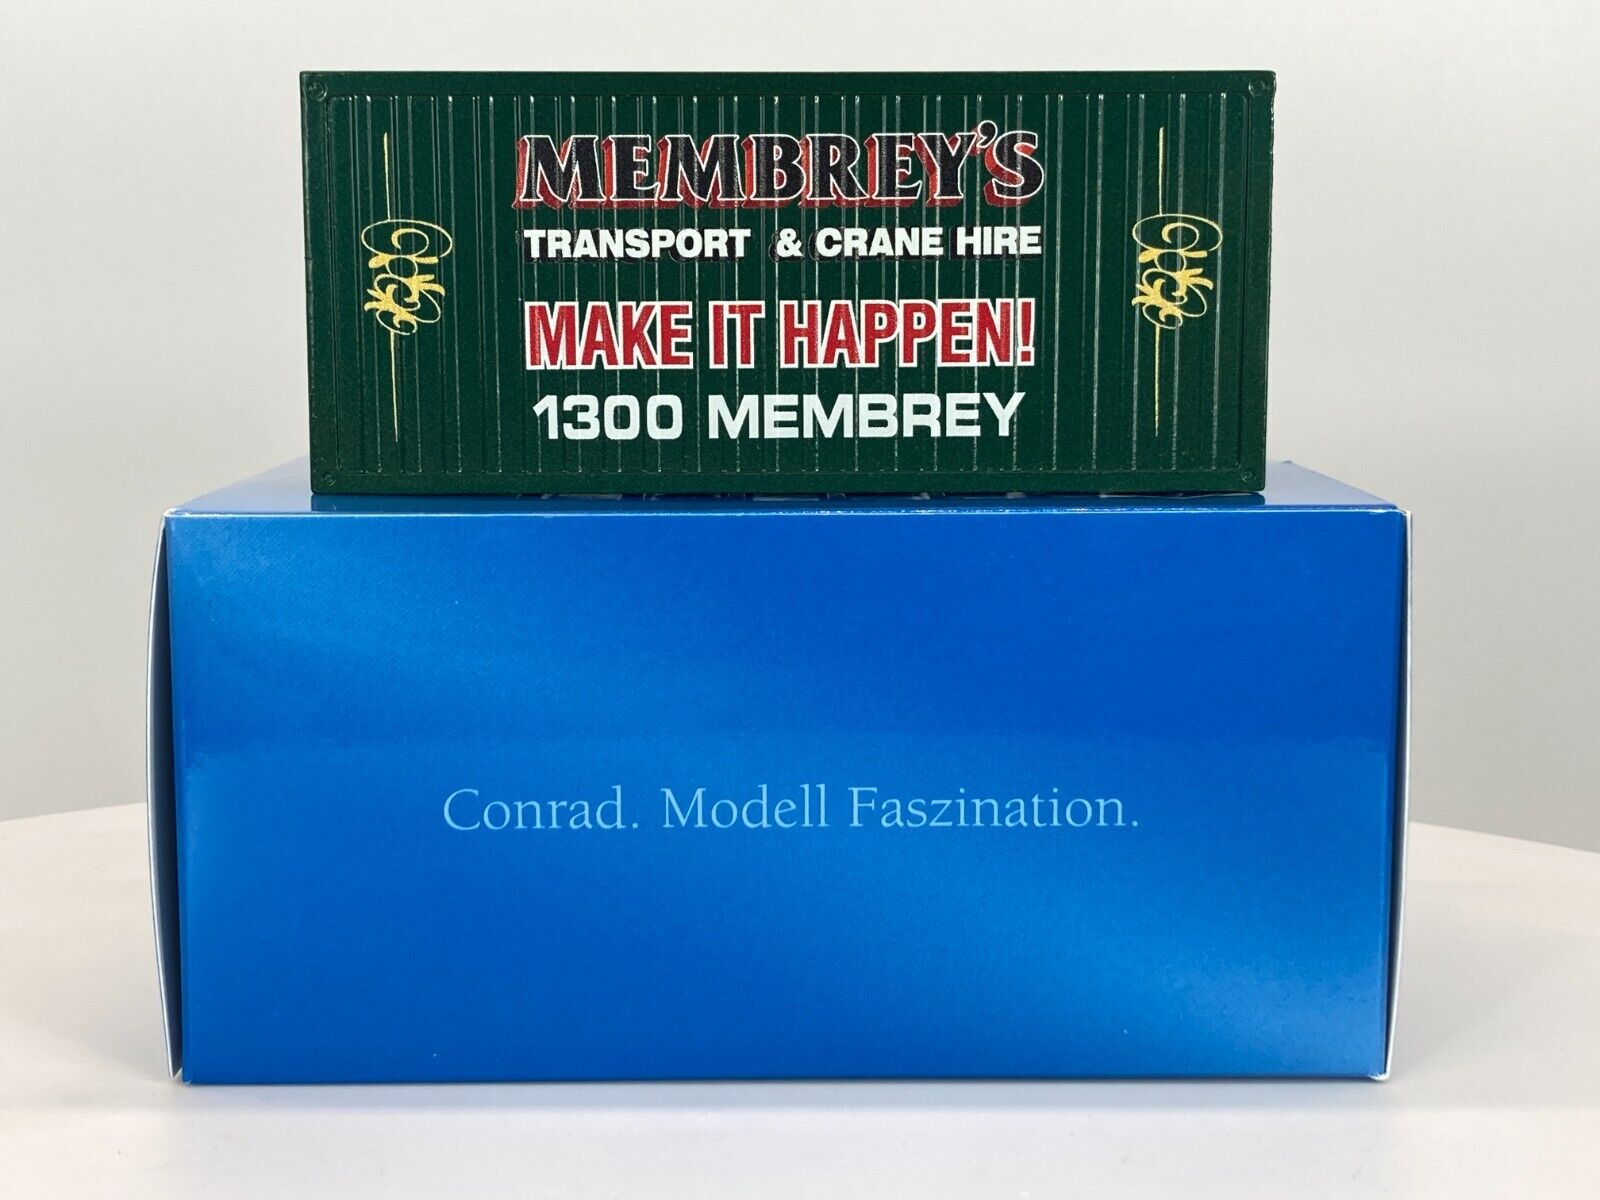 MEMBREY'S
TRANSPORT & CRANE HIRE
MAKE IT HAPPEN!
1300 MEMBREY
Conrad. Modell Faszination.